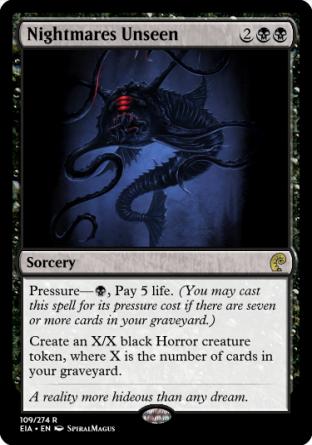 Nightmares Unseen 2
Sorcery
Pressure—, Pay 5 life. (You may cast
this spell for its pressure cost if there are seven
or more cards in your graveyard.)
Create an X/X black Horror creature
token, where X is the number of cards in
your graveyard.
A reality more hideous than any dream.
109/274 R
EIA • EN SpiralMagus